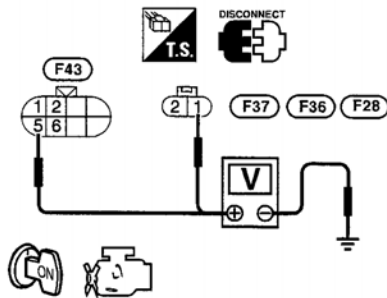 DISCONNECT
T.S.
F43
1 2
5 6
2 1
F37 F36 F28
V
+ −
ON